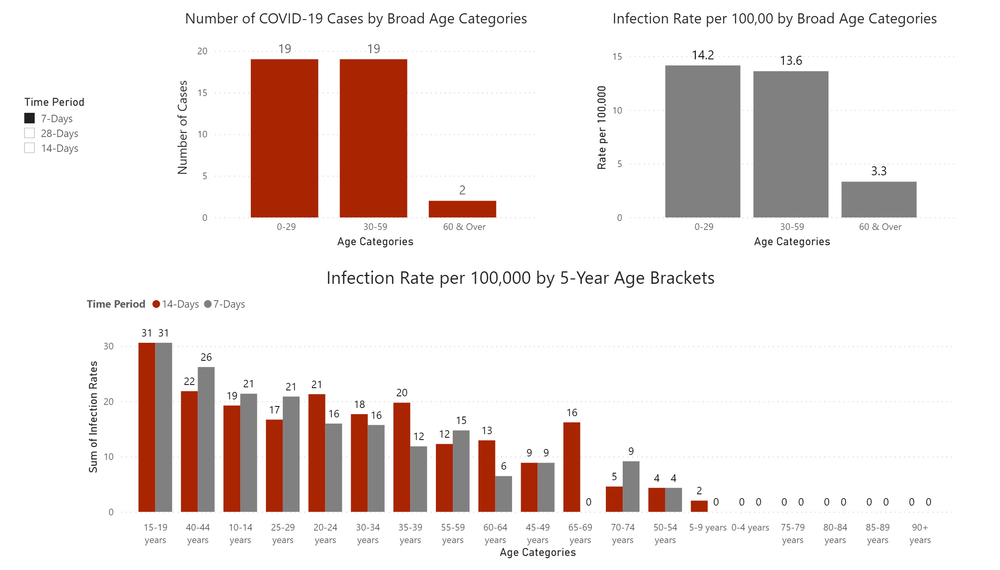 Number of COVID-19 Cases by Broad Age Categories
Infection Rate per 100,00 by Broad Age Categories
Time Period
7-Days
28-Days
14-Days
Number of Cases
20
15
10
5
0
19
19
2
0-29
30-59
60 & Over
Age Categories
Rate per 100,000
15
10
5
0
14.2
13.6
3.3
0-29
30-59
60 & Over
Age Categories
Infection Rate per 100,000 by 5-Year Age Brackets
Time Period 14-Days 7-Days
Sum of Infection Rates
30
20
10
0
31 31
22 26
19 21
17 21
21 16
18 16
20 12
12 15
13 6
9 9
16 0
5 9
4 4
2 0
0 0
0 0
0 0
0 0
0 0
15-19 years
40-44 years
10-14 years
25-29 years
20-24 years
30-34 years
35-39 years
55-59 years
60-64 years
45-49 years
65-69 years
70-74 years
50-54 years
5-9 years
0-4 years
75-79 years
80-84 years
85-89 years
90+ years
Age Categories